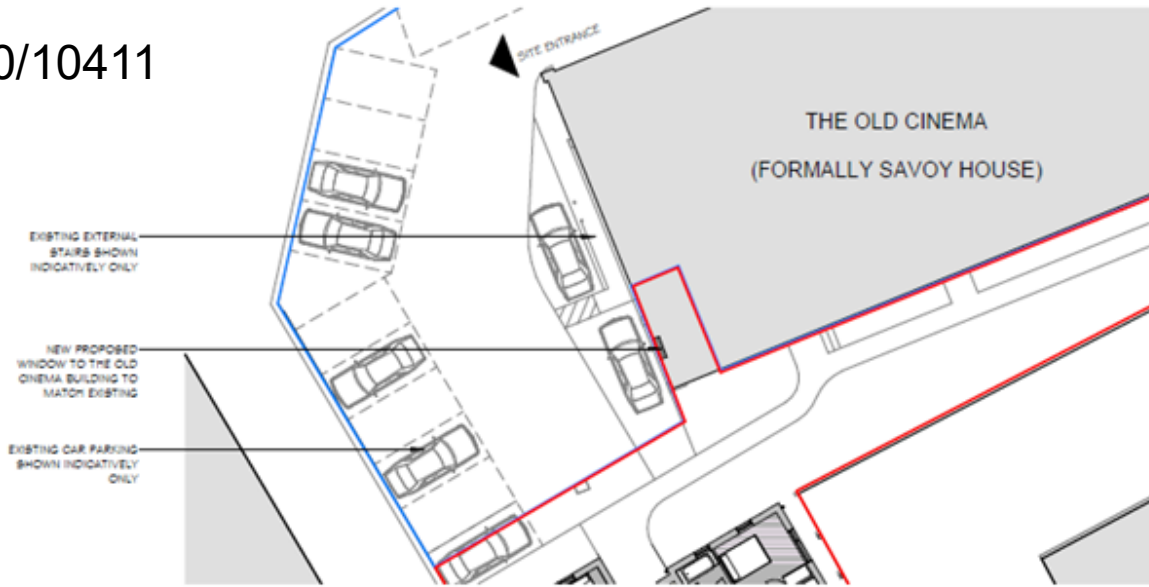 0/10411
SITE ENTRANCE
THE OLD CINEMA
(FORMALLY SAVOY HOUSE)
EXISTING EXTERNAL
STAIRS SHOWN
INDICATIVELY ONLY
NEW PROPOSED
WINDOW TO THE OLD
CINEMA BUILDING TO
MATCH EXISTING
EXISTING CAR PARKING
SHOWN INDICATIVELY
ONLY